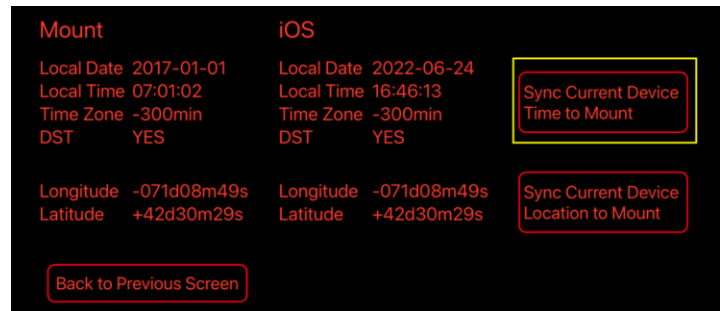 Mount iOS
Local Date 2017-01-01 Local Date 2022-06-24
Local Time 07:01:02 Local Time 16:46:13
Time Zone -300min Time Zone -300min
DST YES DST YES
Sync Current Device
Time to Mount
Longitude -071d08m49s Longitude -071d08m49s
Latitude +42d30m29s Latitude +42d30m29s
Sync Current Device
Location to Mount
Back to Previous Screen